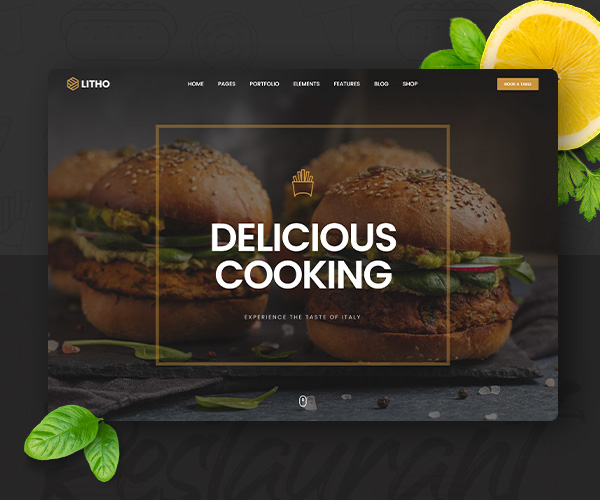 LITHO
HOME PAGES PORTFOLIO ELEMENTS FEATURES BLOG SHOP
BOOK A TABLE
DELICIOUS
COOKING
EXPERIENCE THE TASTE OF ITALY
Restaurant